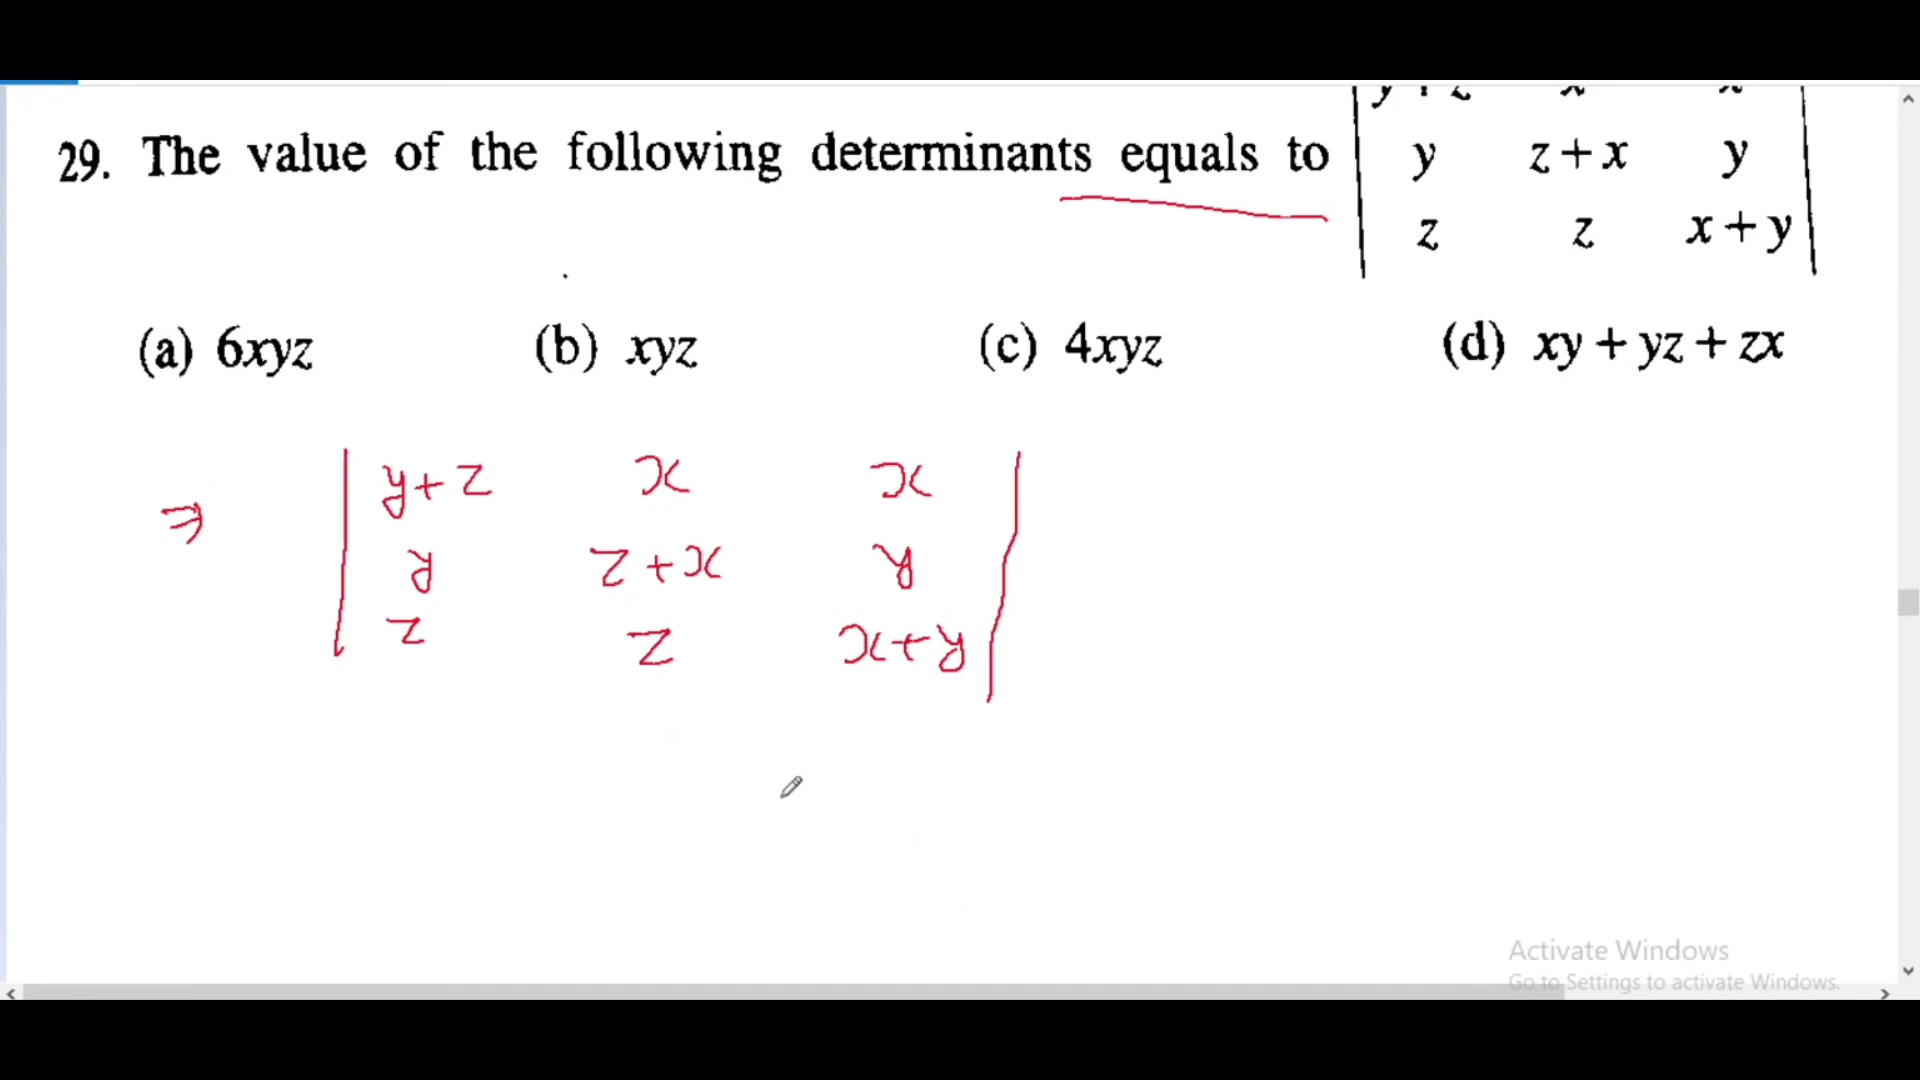 y+z x x
29. The value of the following determinants equals to y z+x y
z z x+y
(a) 6xyz (b) xyz (c) 4xyz (d) xy+yz+zx
⇒ y+z x x
y z+x y
z z x+y
Activate Windows
Go to Settings to activate Windows.